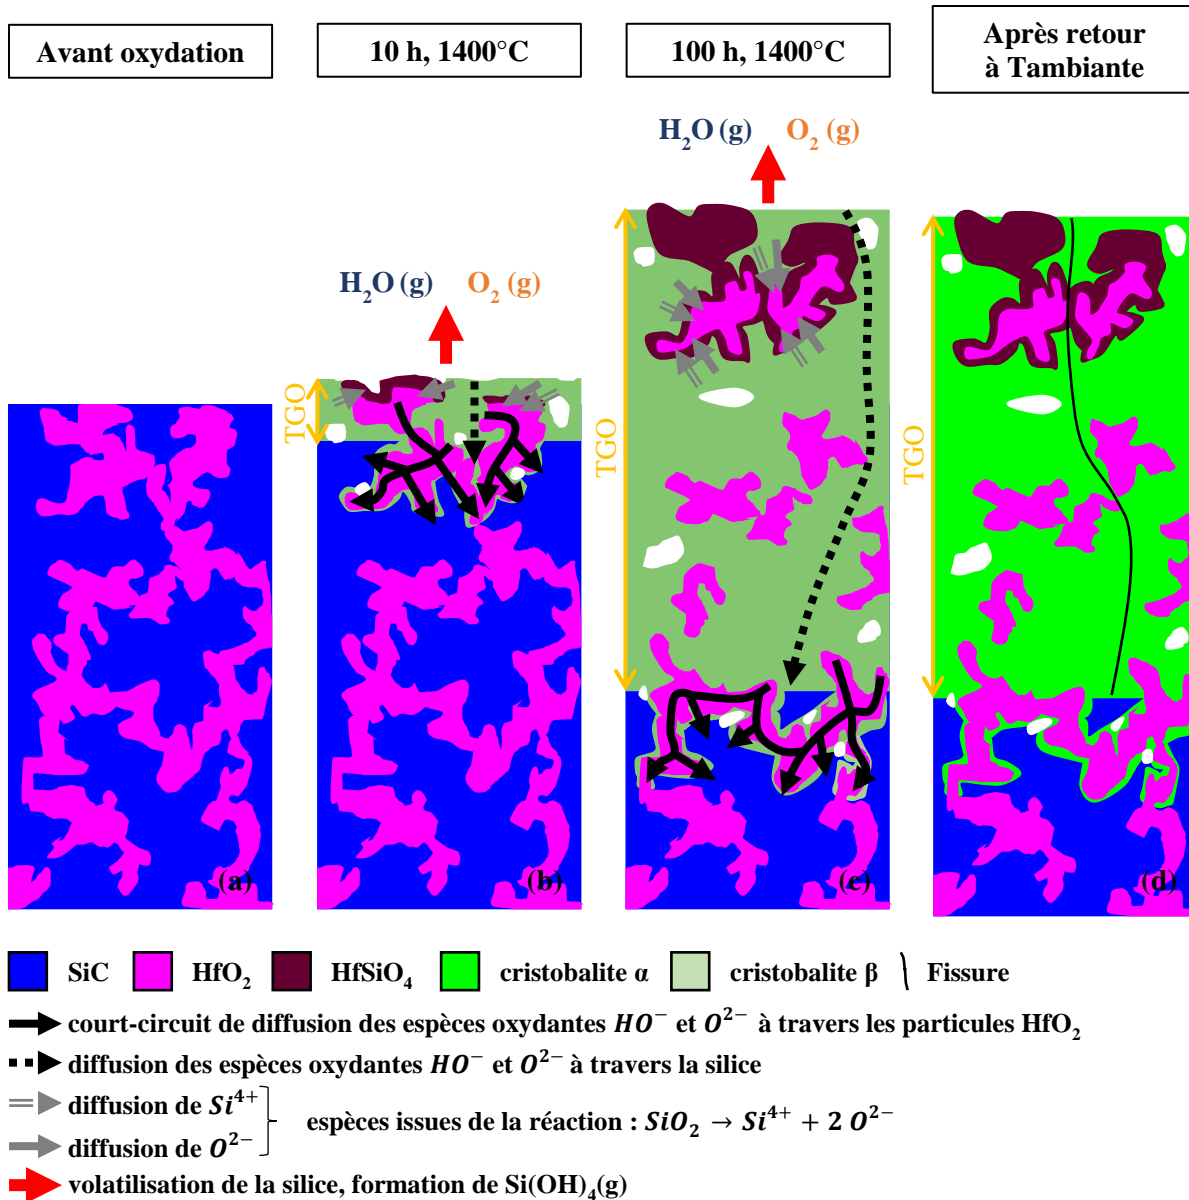 Avant oxydation
10 h, 1400°C
100 h, 1400°C
Après retour
à Tambiante
H₂O (g) O₂ (g)
H₂O (g) O₂ (g)
TGO
TGO
TGO
(a)
(b)
(c)
(d)
SiC HfO₂ HfSiO₄ cristobalite α cristobalite β Fissure
court-circuit de diffusion des espèces oxydantes HO⁻ et O²⁻ à travers les particules HfO₂
diffusion des espèces oxydantes HO⁻ et O²⁻ à travers la silice
diffusion de Si⁴⁺
espèces issues de la réaction : SiO₂ → Si⁴⁺ + 2 O²⁻
diffusion de O²⁻
volatilisation de la silice, formation de Si(OH)₄(g)